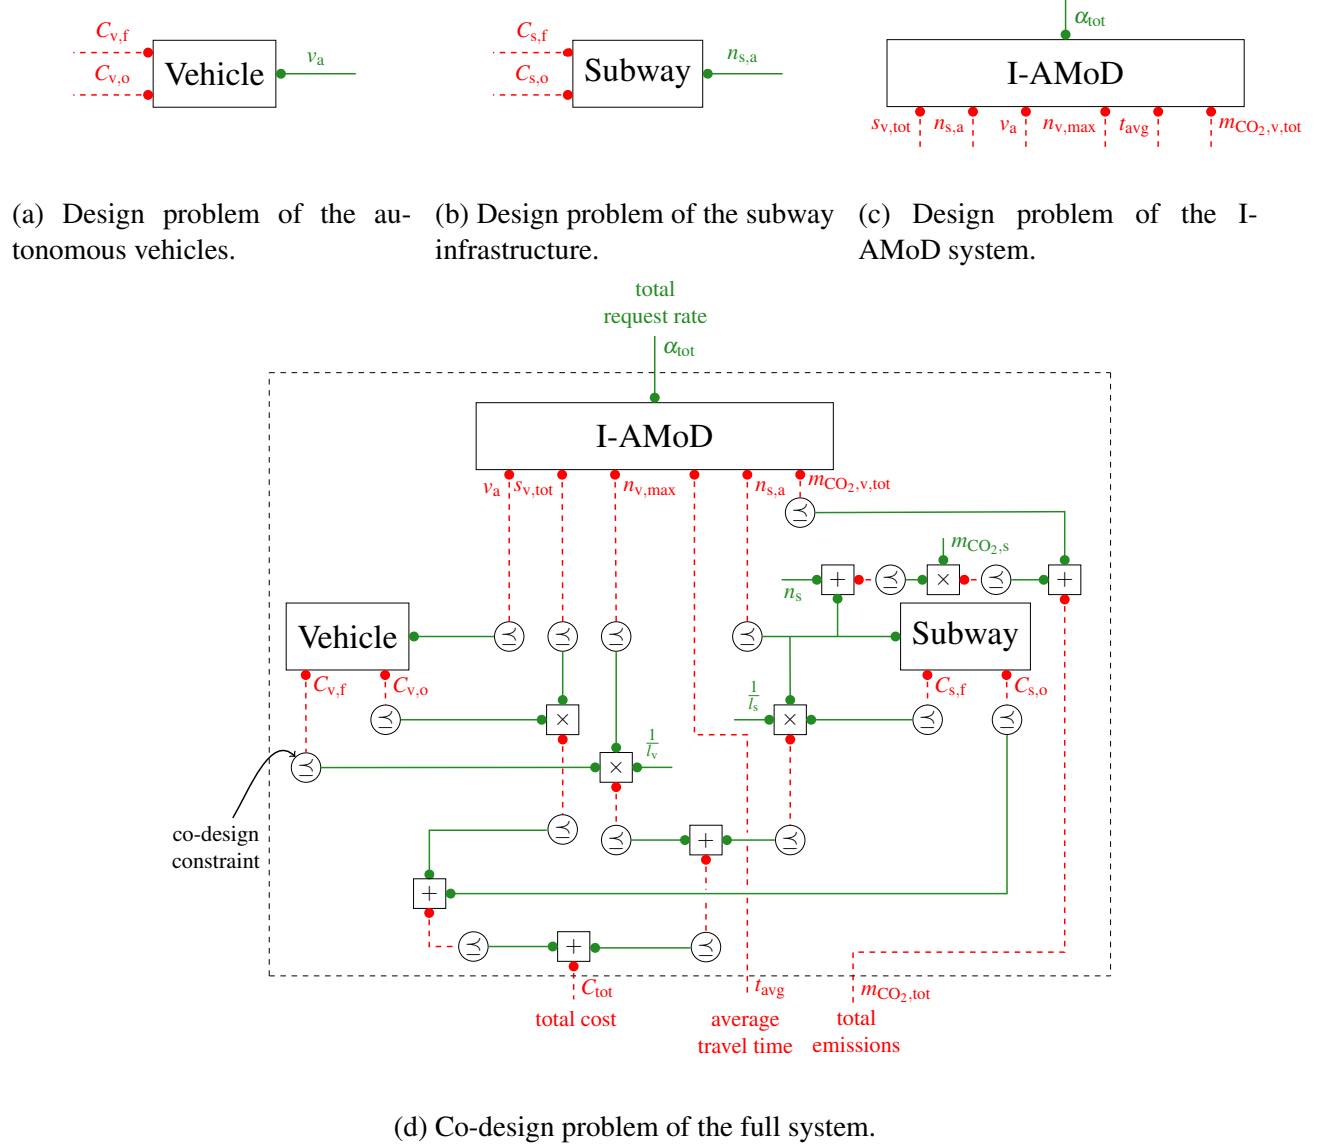 C_v,f
C_v,o
Vehicle
v_a
C_s,f
C_s,o
Subway
n_s,a
α_tot
I-AMoD
s_v,tot n_s,a v_a n_v,max t_avg m_CO2,v,tot
(a) Design problem of the au-
tonomous vehicles.
(b) Design problem of the subway
infrastructure.
(c) Design problem of the I-
AMoD system.
total
request rate
α_tot
I-AMoD
v_a s_v,tot n_v,max n_s,a m_CO2,v,tot
⪯
m_CO2,s
+ ⪯ × ⪯ +
n_s
Vehicle ⪯ ⪯ ⪯ ⪯ Subway
C_v,f C_v,o C_s,f C_s,o
⪯ × 1/l_s × ⪯ ⪯
⪯ × 1/l_v
co-design
constraint
⪯ ⪯ + ⪯
+
⪯ + ⪯
C_tot t_avg m_CO2,tot
total cost
average
travel time
total
emissions
(d) Co-design problem of the full system.